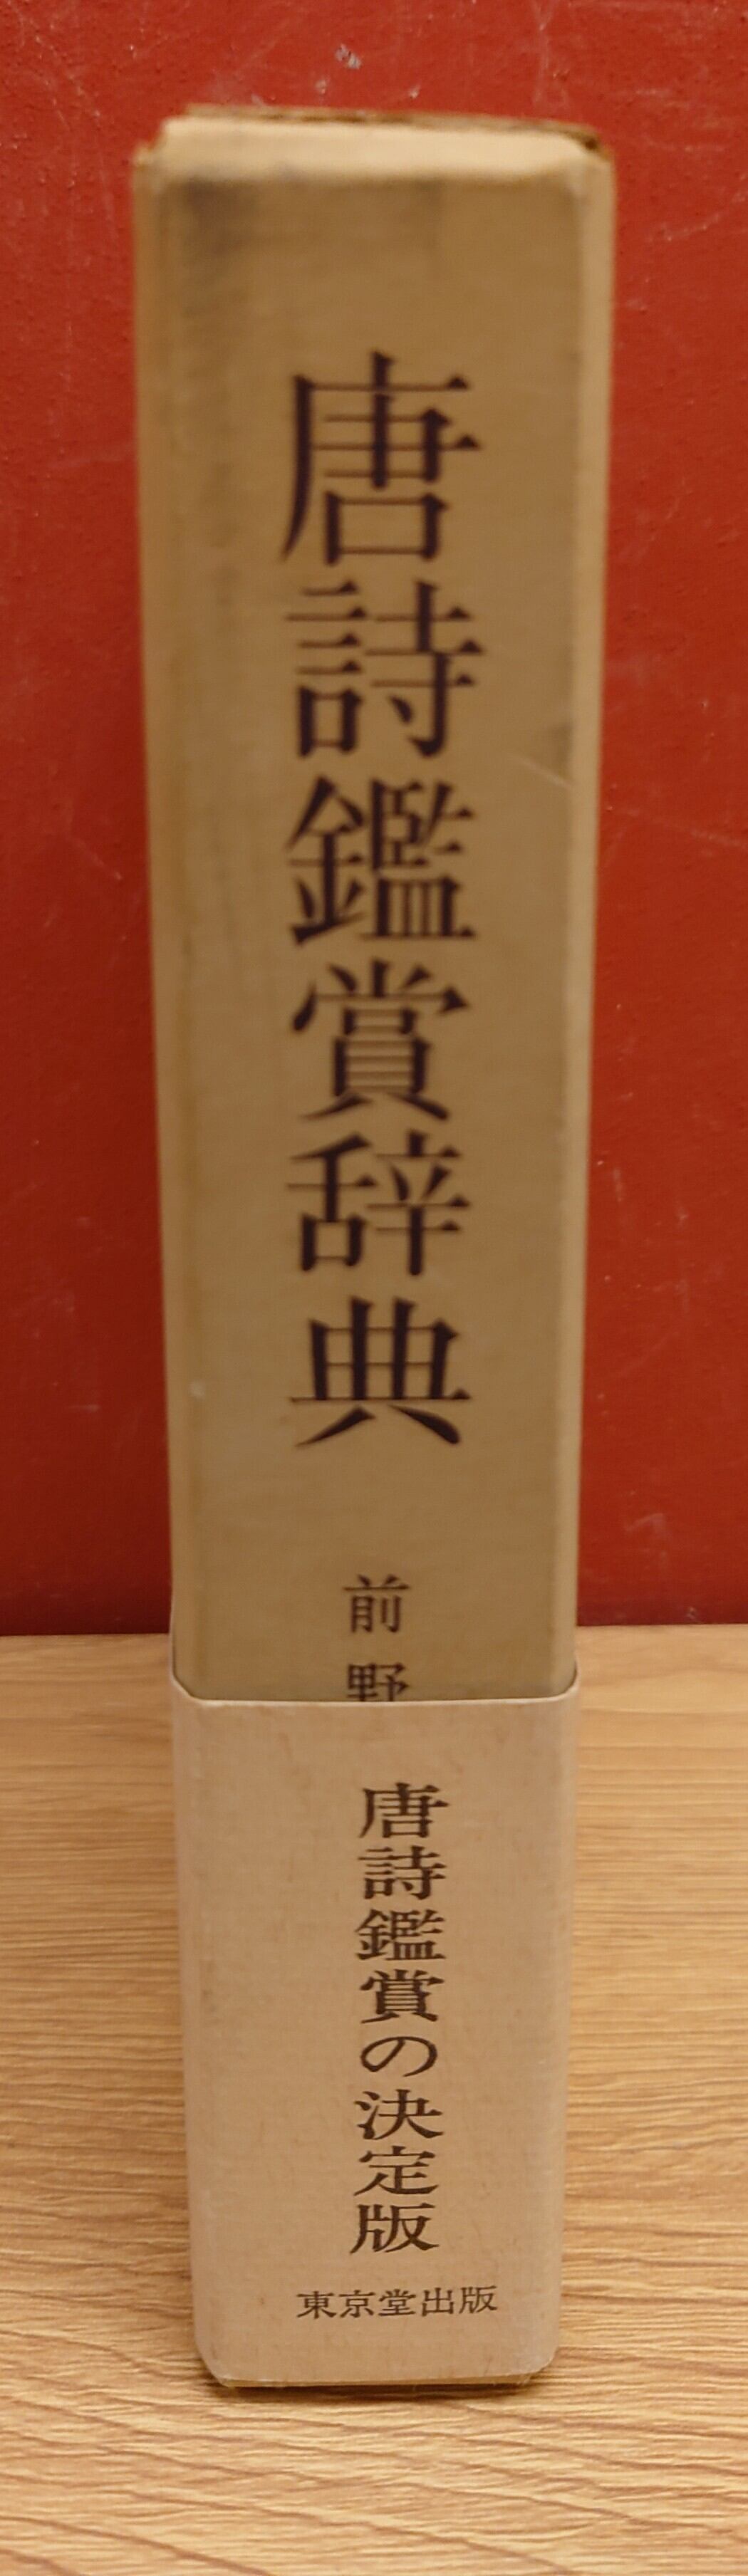 唐詩鑑賞辞典
前野
唐詩鑑賞の決定版
東京堂出版